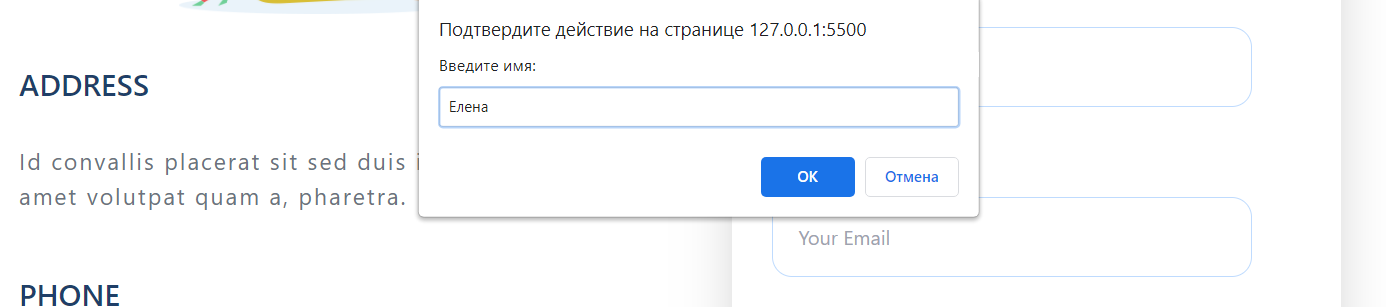 Подтвердите действие на странице 127.0.0.1:5500
Введите имя:
Елена
ОК
Отмена
ADDRESS
Id convallis placerat sit sed duis
amet volutpat quam a, pharetra.
PHONE
Your Email